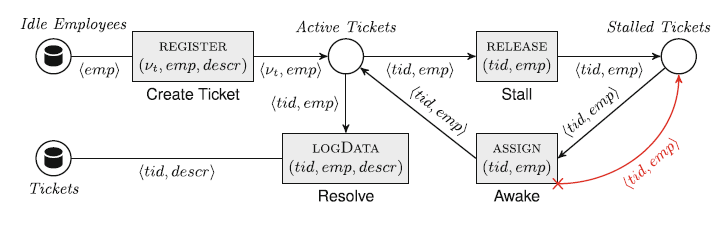 Idle Employees
Active Tickets
Stalled Tickets
REGISTER
(ν_t, emp, descr)
Create Ticket
⟨emp⟩
⟨ν_t, emp⟩
⟨tid, emp⟩
RELEASE
(tid, emp)
Stall
⟨tid, emp⟩
⟨tid, emp⟩
⟨tid, emp⟩
⟨tid, emp⟩
⟨tid, emp⟩
Tickets
⟨tid, descr⟩
LOGDATA
(tid, emp, descr)
Resolve
ASSIGN
(tid, emp)
Awake